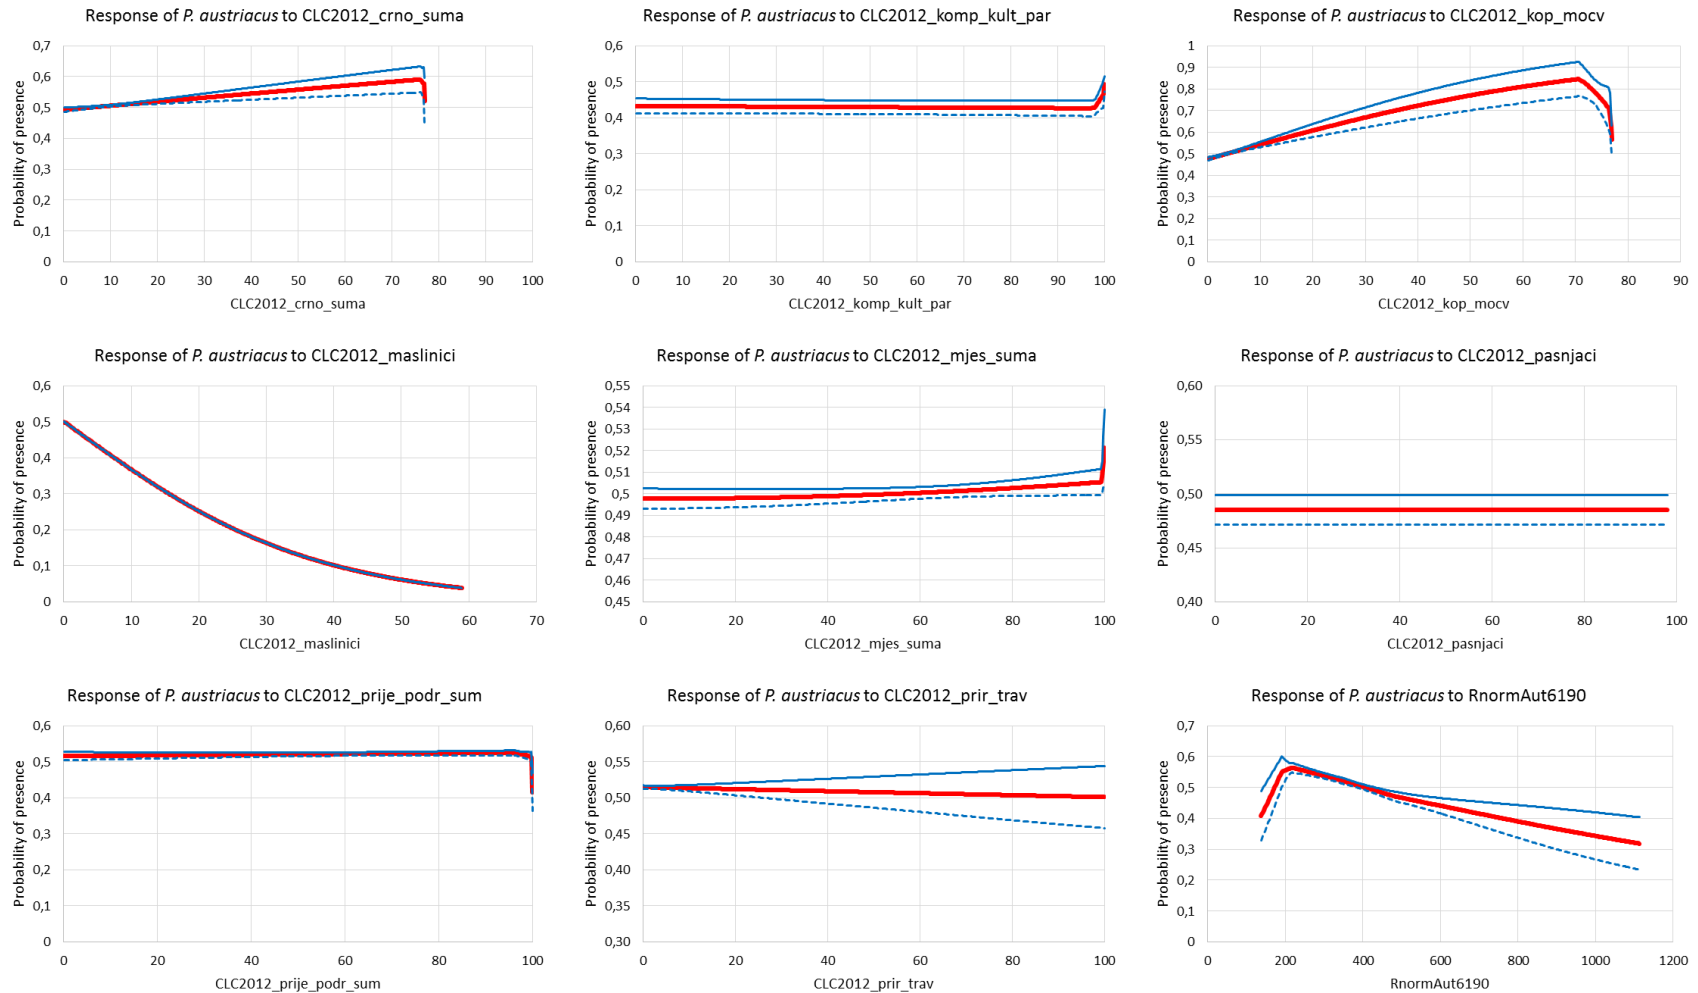 Response of P. austriacus to CLC2012_crno_suma
Probability of presence
0,7
0,6
0,5
0,4
0,3
0,2
0,1
0
0 10 20 30 40 50 60 70 80 90 100
CLC2012_crno_suma
Response of P. austriacus to CLC2012_komp_kult_par
Probability of presence
0,6
0,5
0,4
0,3
0,2
0,1
0
0 10 20 30 40 50 60 70 80 90 100
CLC2012_komp_kult_par
Response of P. austriacus to CLC2012_kop_mocv
Probability of presence
1
0,9
0,8
0,7
0,6
0,5
0,4
0,3
0,2
0,1
0
0 10 20 30 40 50 60 70 80 90
CLC2012_kop_mocv
Response of P. austriacus to CLC2012_maslinici
Probability of presence
0,6
0,5
0,4
0,3
0,2
0,1
0
0 10 20 30 40 50 60 70
CLC2012_maslinici
Response of P. austriacus to CLC2012_mjes_suma
Probability of presence
0,55
0,54
0,53
0,52
0,51
0,5
0,49
0,48
0,47
0,46
0,45
0 20 40 60 80 100
CLC2012_mjes_suma
Response of P. austriacus to CLC2012_pasnjaci
Probability of presence
0,60
0,55
0,50
0,45
0,40
0 20 40 60 80 100
CLC2012_pasnjaci
Response of P. austriacus to CLC2012_prije_podr_sum
Probability of presence
0,6
0,5
0,4
0,3
0,2
0,1
0
0 20 40 60 80 100
CLC2012_prije_podr_sum
Response of P. austriacus to CLC2012_prir_trav
Probability of presence
0,60
0,55
0,50
0,45
0,40
0,35
0,30
0 20 40 60 80 100
CLC2012_prir_trav
Response of P. austriacus to RnormAut6190
Probability of presence
0,7
0,6
0,5
0,4
0,3
0,2
0,1
0
0 200 400 600 800 1000 1200
RnormAut6190